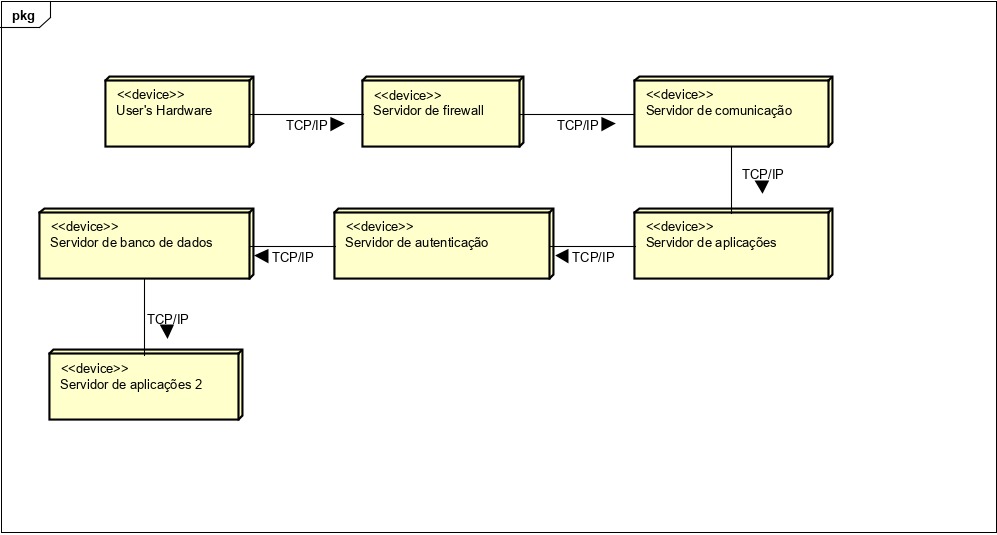 pkg
<<device>>
User's Hardware
TCP/IP
<<device>>
Servidor de firewall
TCP/IP
<<device>>
Servidor de comunicação
TCP/IP
<<device>>
Servidor de aplicações
TCP/IP
<<device>>
Servidor de autenticação
TCP/IP
<<device>>
Servidor de banco de dados
TCP/IP
<<device>>
Servidor de aplicações 2